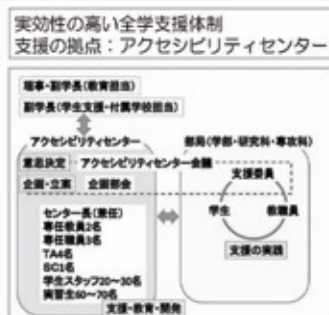 実効性の高い全学支援体制
支援の拠点：アクセシビリティセンター
理事・副学長（教育担当）
副学長（学生支援・付属学校担当）
アクセシビリティセンター
意思決定 アクセシビリティセンター会議
企画・立案 企画部会
センター長（兼任）
専任教員2名
専任職員3名
TA4名
SC1名
学生スタッフ20～30名
実習生60～70名
支援・教育・開発
部局（学部・研究科・専攻科）
支援委員
学生 教職員
支援の実践